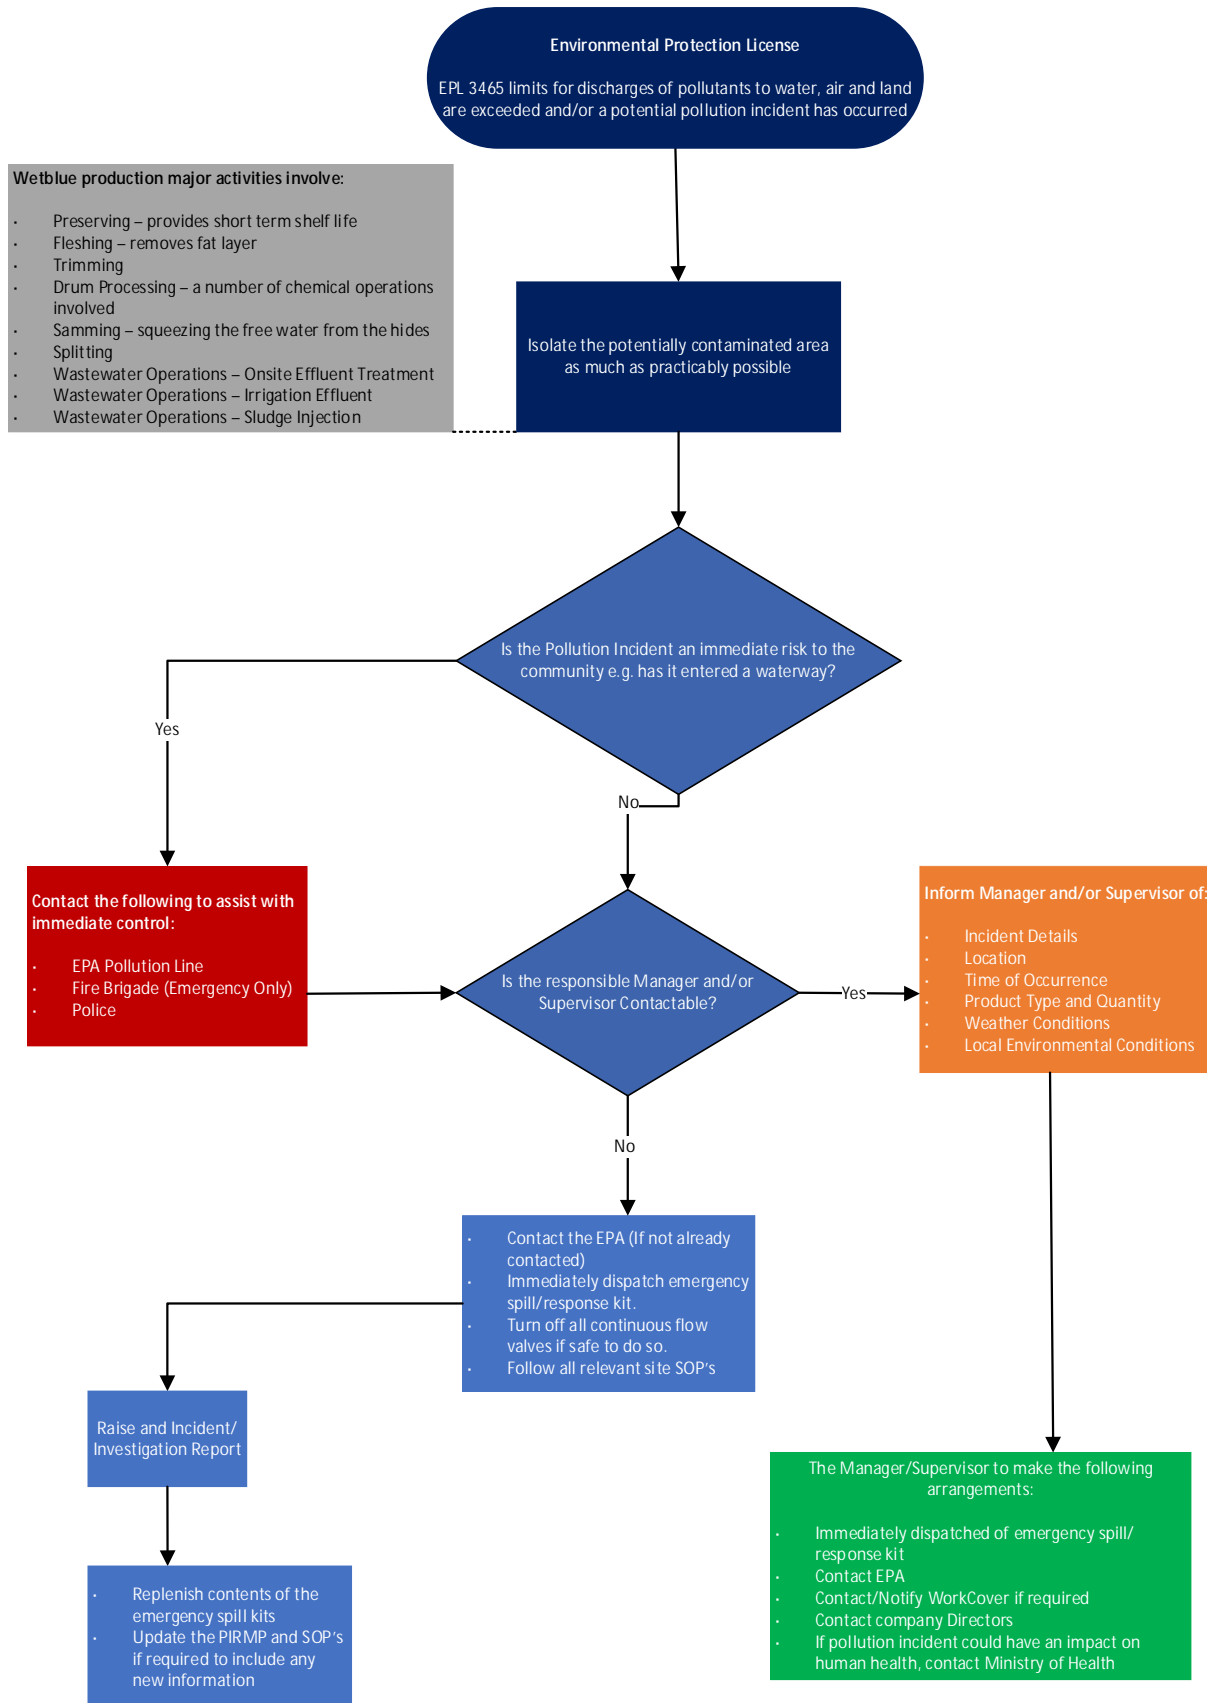 Environmental Protection License
EPL 3465 limits for discharges of pollutants to water, air and land
are exceeded and/or a potential pollution incident has occurred
Wetblue production major activities involve:
· Preserving – provides short term shelf life
· Fleshing – removes fat layer
· Trimming
· Drum Processing – a number of chemical operations
involved
· Samming – squeezing the free water from the hides
· Splitting
· Wastewater Operations – Onsite Effluent Treatment
· Wastewater Operations – Irrigation Effluent
· Wastewater Operations – Sludge Injection
Isolate the potentially contaminated area
as much as practicably possible
Is the Pollution Incident an immediate risk to the
community e.g. has it entered a waterway?
Yes
No
Contact the following to assist with
immediate control:
· EPA Pollution Line
· Fire Brigade (Emergency Only)
· Police
Is the responsible Manager and/or
Supervisor Contactable?
Yes
Inform Manager and/or Supervisor of:
· Incident Details
· Location
· Time of Occurrence
· Product Type and Quantity
· Weather Conditions
· Local Environmental Conditions
No
· Contact the EPA (If not already
contacted)
· Immediately dispatch emergency
spill/response kit.
· Turn off all continuous flow
valves if safe to do so.
· Follow all relevant site SOP's
Raise and Incident/
Investigation Report
· Replenish contents of the
emergency spill kits
· Update the PIRMP and SOP's
if required to include any
new information
The Manager/Supervisor to make the following
arrangements:
· Immediately dispatched of emergency spill/
response kit
· Contact EPA
· Contact/Notify WorkCover if required
· Contact company Directors
· If pollution incident could have an impact on
human health, contact Ministry of Health